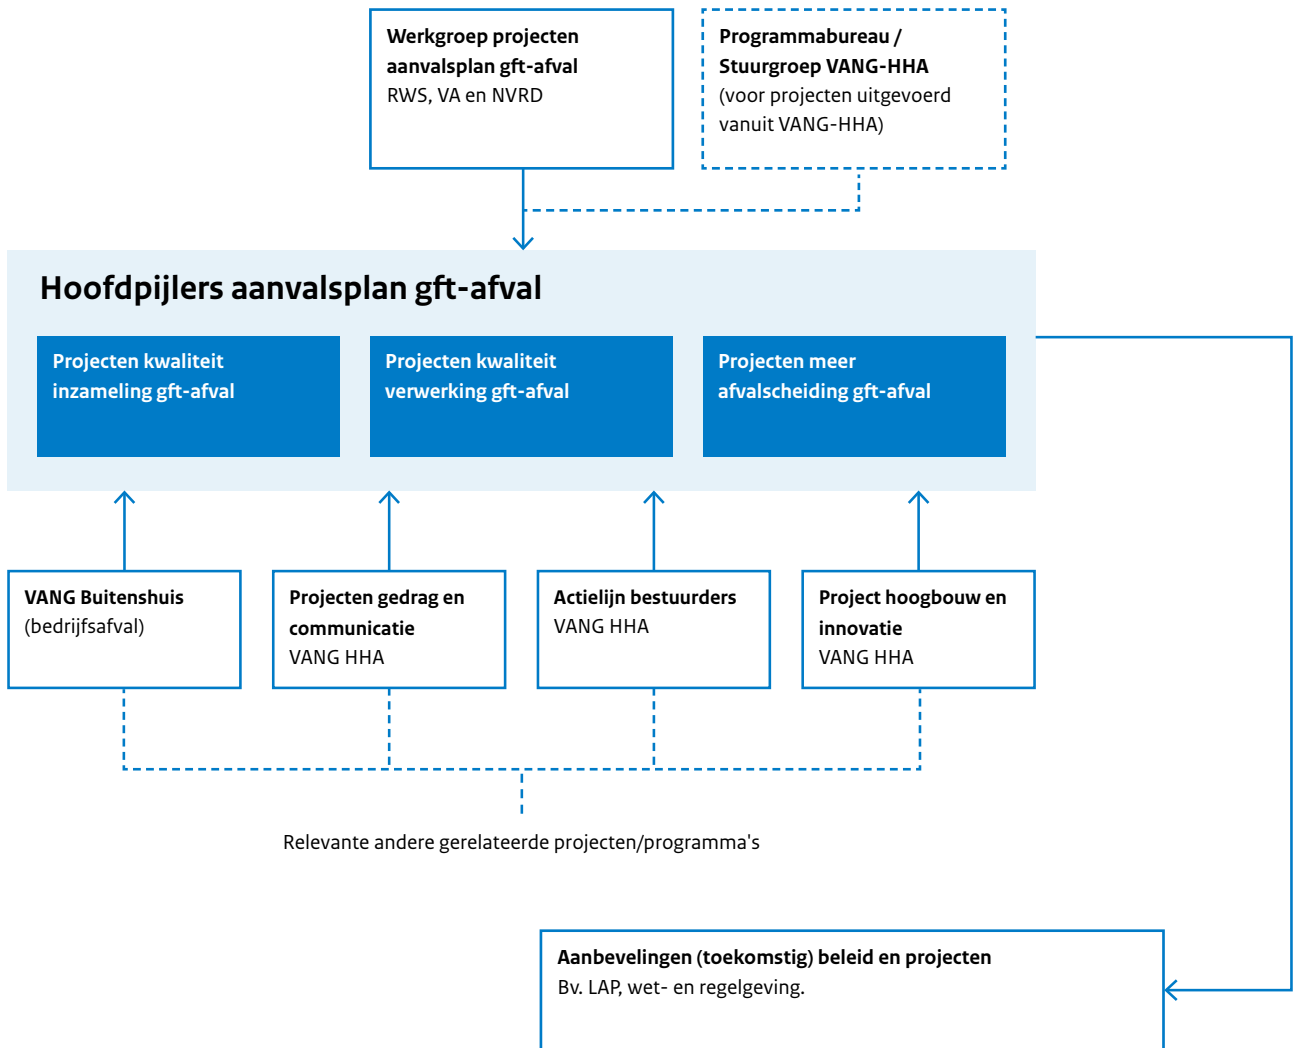 Werkgroep projecten
aanvalsplan gft-afval
RWS, VA en NVRD
Programmabureau /
Stuurgroep VANG-HHA
(voor projecten uitgevoerd
vanuit VANG-HHA)
Hoofdpijlers aanvalsplan gft-afval
Projecten kwaliteit
inzameling gft-afval
Projecten kwaliteit
verwerking gft-afval
Projecten meer
afvalscheiding gft-afval
VANG Buitenshuis
(bedrijfsafval)
Projecten gedrag en
communicatie
VANG HHA
Actielijn bestuurders
VANG HHA
Project hoogbouw en
innovatie
VANG HHA
Relevante andere gerelateerde projecten/programma's
Aanbevelingen (toekomstig) beleid en projecten
Bv. LAP, wet- en regelgeving.